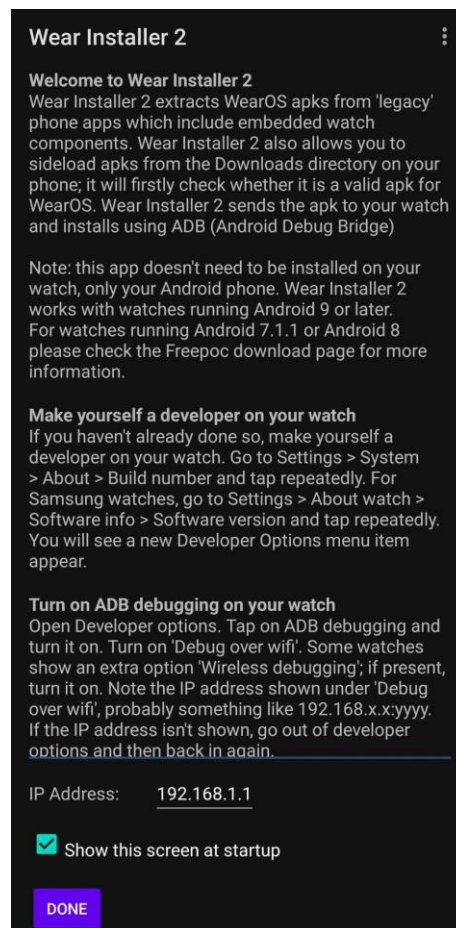 Wear Installer 2
Welcome to Wear Installer 2
Wear Installer 2 extracts WearOS apks from 'legacy'
phone apps which include embedded watch
components. Wear Installer 2 also allows you to
sideload apks from the Downloads directory on your
phone; it will firstly check whether it is a valid apk for
WearOS. Wear Installer 2 sends the apk to your watch
and installs using ADB (Android Debug Bridge)
Note: this app doesn't need to be installed on your
watch, only your Android phone. Wear Installer 2
works with watches running Android 9 or later.
For watches running Android 7.1.1 or Android 8
please check the Freepoc download page for more
information.
Make yourself a developer on your watch
If you haven't already done so, make yourself a
developer on your watch. Go to Settings > System
> About > Build number and tap repeatedly. For
Samsung watches, go to Settings > About watch >
Software info > Software version and tap repeatedly.
You will see a new Developer Options menu item
appear.
Turn on ADB debugging on your watch
Open Developer options. Tap on ADB debugging and
turn it on. Turn on 'Debug over wifi'. Some watches
show an extra option 'Wireless debugging'; if present,
turn it on. Note the IP address shown under 'Debug
over wifi', probably something like 192.168.x.x:yyyy.
If the IP address isn't shown, go out of developer
options and then back in again.
IP Address: 192.168.1.1
Show this screen at startup
DONE